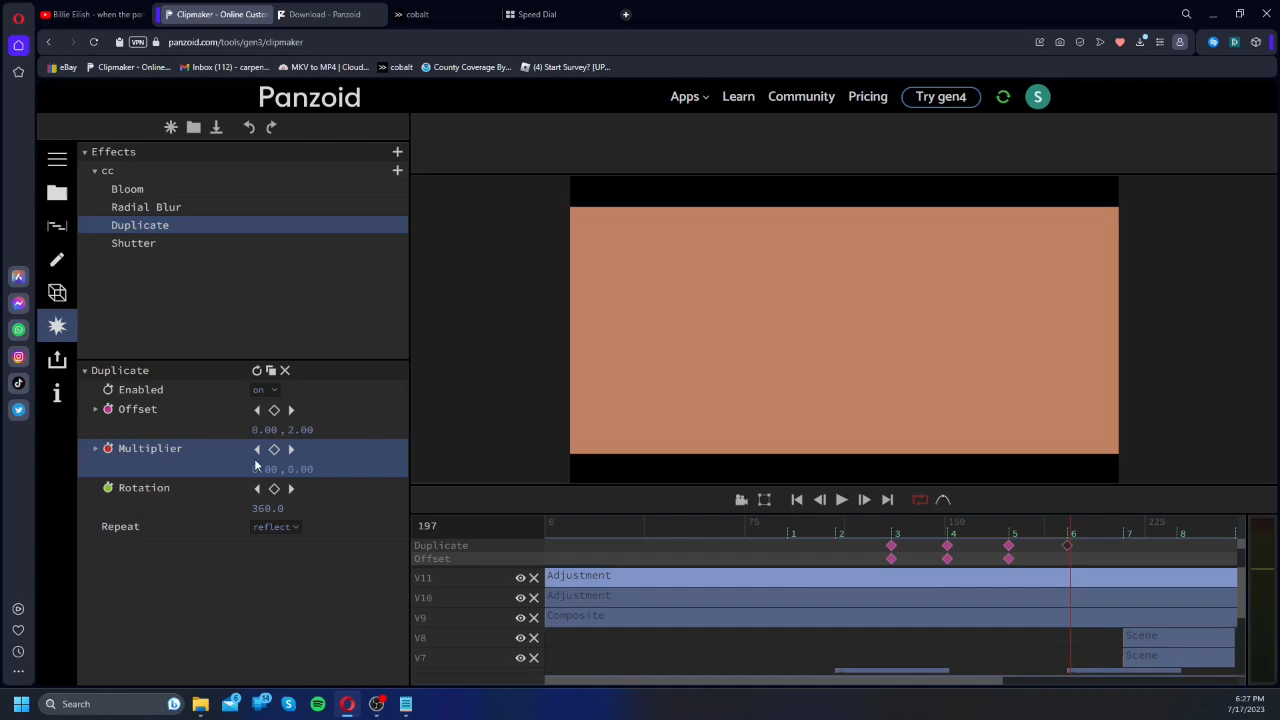 Billie Eilish - when the pa
Clipmaker - Online Custo
Download - Panzoid
cobalt
Speed Dial
VPN
panzoid.com/tools/gen3/clipmaker
eBay
Clipmaker - Online...
Inbox (112) - carpen...
MKV to MP4 | Cloud...
cobalt
County Coverage By...
(4) Start Survey? [UP...
Panzoid
Apps
Learn
Community
Pricing
Try gen4
S
Effects
cc
Bloom
Radial Blur
Duplicate
Shutter
Duplicate
Enabled
on
Offset
0.00 , 2.00
Multiplier
0.00 , 0.00
Rotation
360.0
Repeat
reflect
197
0
75
150
225
1
2
3
4
5
6
7
8
Duplicate
Offset
V11
Adjustment
V10
Adjustment
V9
Composite
V8
Scene
V7
Scene
Search
6
14
6:27 PM
7/17/2023